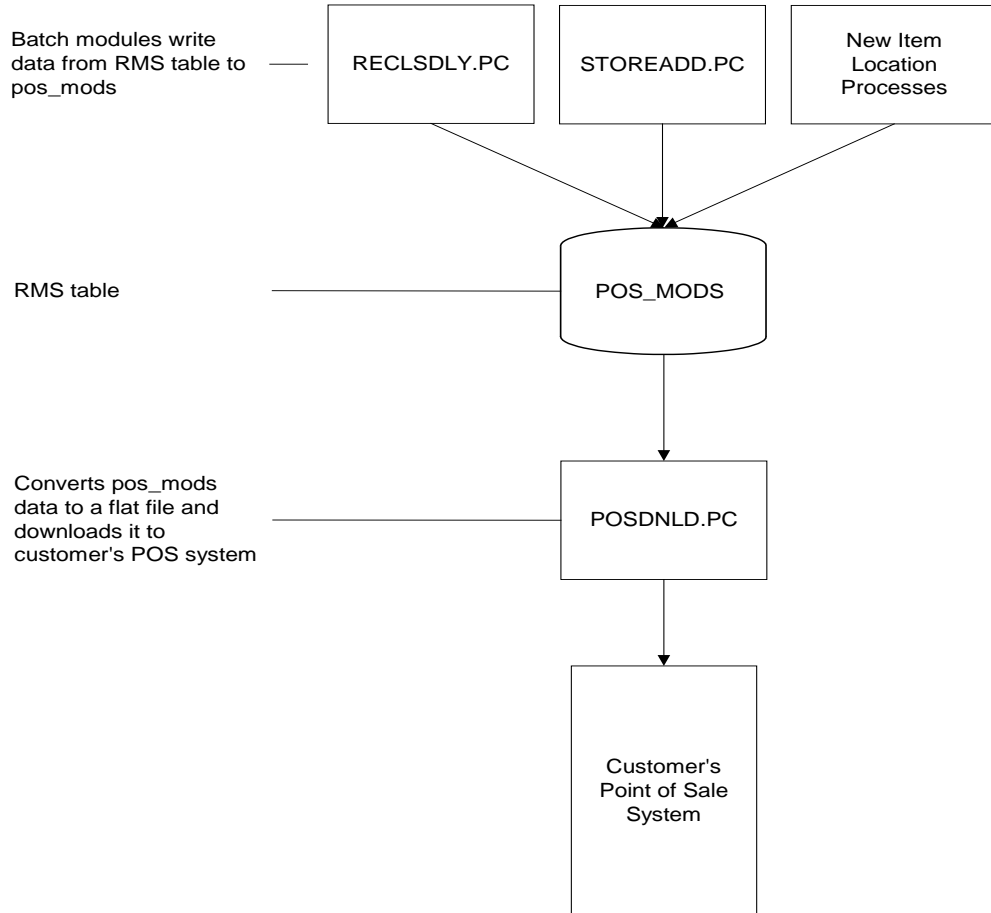 Batch modules write
data from RMS table to
pos_mods
RECLSDLY.PC
STOREADD.PC
New Item
Location
Processes
RMS table
POS_MODS
Converts pos_mods
data to a flat file and
downloads it to
customer's POS system
POSDNLD.PC
Customer's
Point of Sale
System